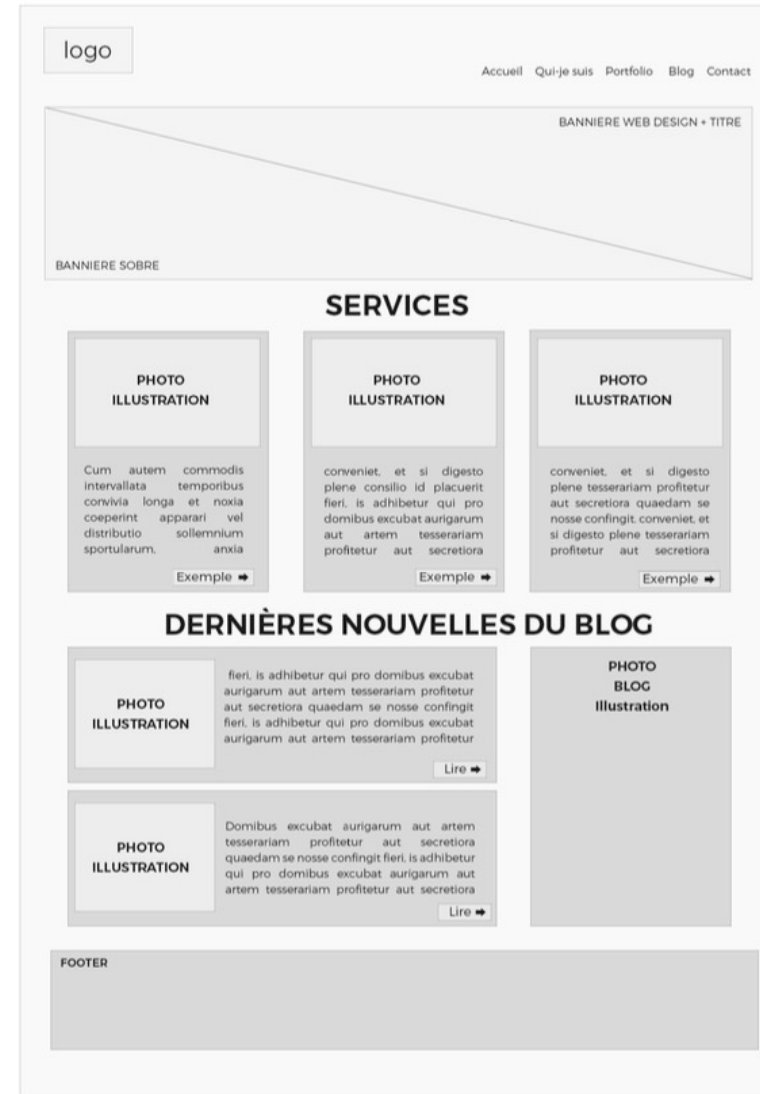 logo
Accueil Qui-je suis Portfolio Blog Contact
BANNIERE WEB DESIGN + TITRE
BANNIERE SOBRE
SERVICES
PHOTO
ILLUSTRATION
Cum autem commodis
intervallata temporibus
convivia longa et noxia
coeperint apparari vel
distributio sollemnium
sportularum, anxia
Exemple ➡
PHOTO
ILLUSTRATION
conveniet, et si digesto
plene consilio id placuerit
fieri, is adhibetur qui pro
domibus excubat aurigarum
aut artem tesserariam
profitetur aut secretiora
Exemple ➡
PHOTO
ILLUSTRATION
conveniet, et si digesto
plene tesserariam profitetur
aut secretiora quaedam se
nosse confingit. conveniet, et
si digesto plene tesserariam
profitetur aut secretiora
Exemple ➡
DERNIÈRES NOUVELLES DU BLOG
PHOTO
ILLUSTRATION
fieri, is adhibetur qui pro domibus excubat
aurigarum aut artem tesserariam profitetur
aut secretiora quaedam se nosse confingit
fieri, is adhibetur qui pro domibus excubat
aurigarum aut artem tesserariam profitetur
Lire ➡
PHOTO
ILLUSTRATION
Domibus excubat aurigarum aut artem
tesserariam profitetur aut secretiora
quaedam se nosse confingit fieri, is adhibetur
qui pro domibus excubat aurigarum aut
artem tesserariam profitetur aut secretiora
Lire ➡
PHOTO
BLOG
Illustration
FOOTER